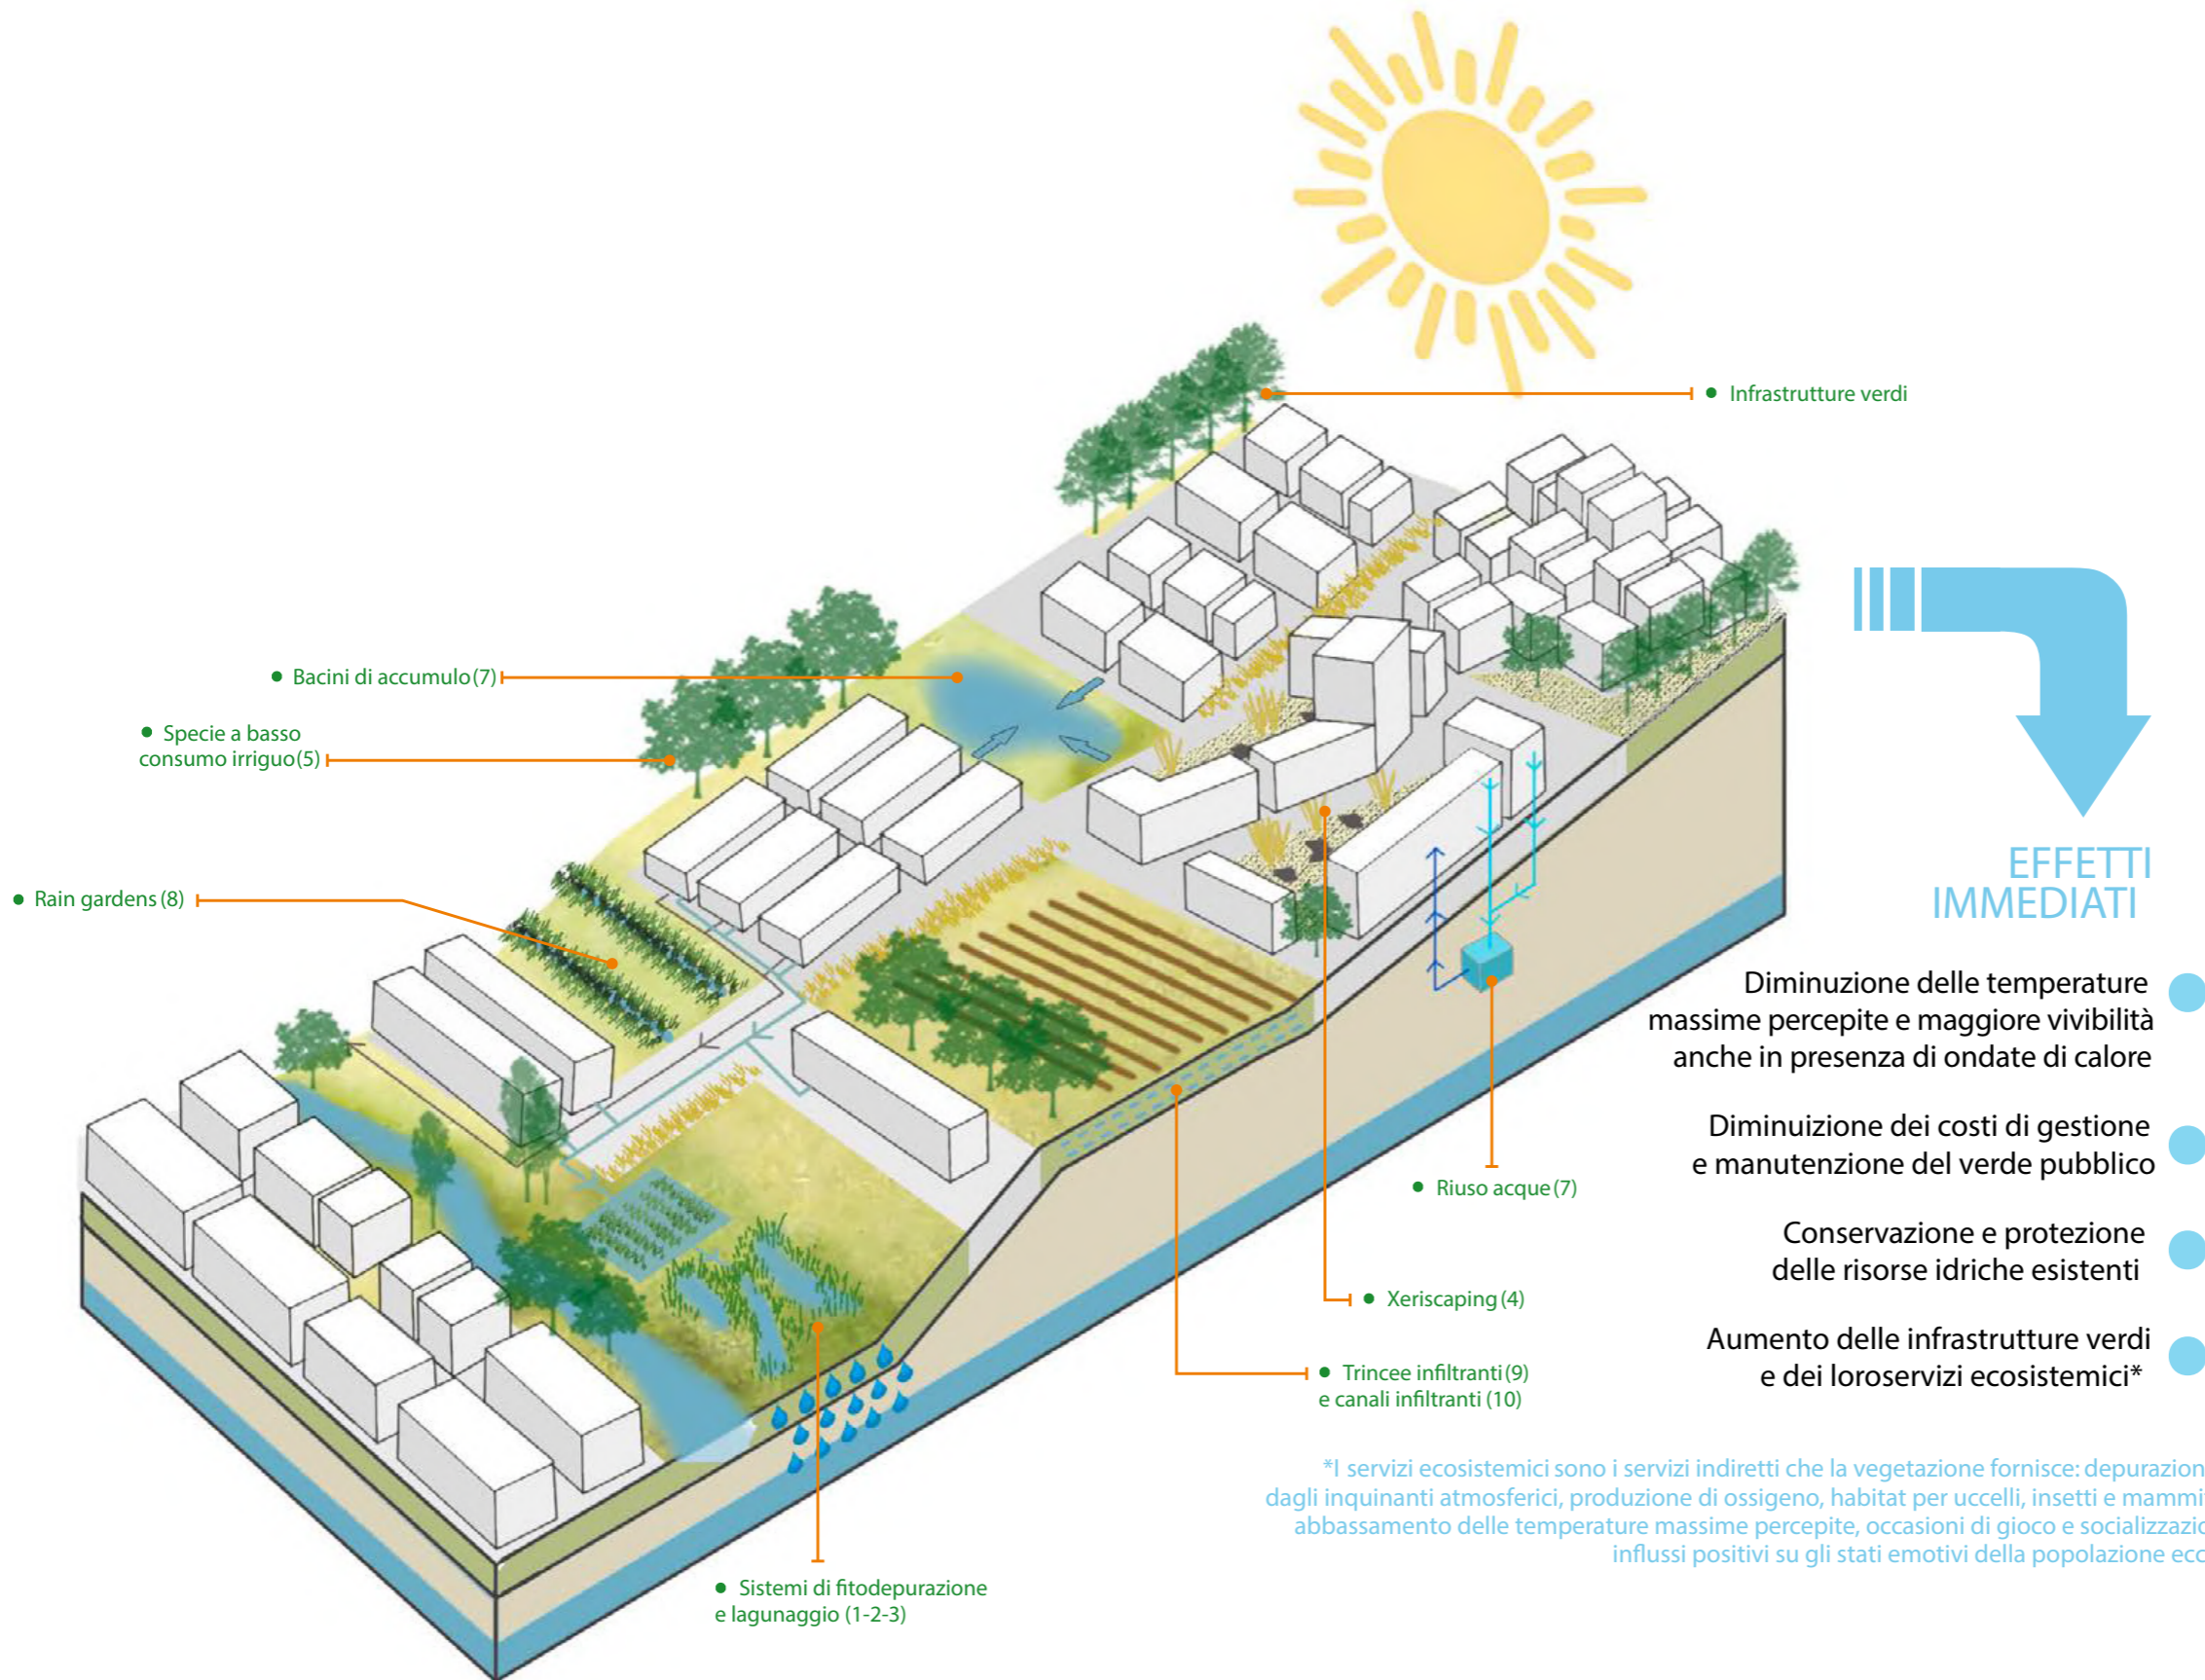 • Infrastrutture verdi
• Bacini di accumulo (7)
• Specie a basso
consumo irriguo (5)
• Rain gardens (8)
EFFETTI
IMMEDIATI
Diminuzione delle temperature
massime percepite e maggiore vivibilità
anche in presenza di ondate di calore
Diminuizione dei costi di gestione
e manutenzione del verde pubblico
Conservazione e protezione
delle risorse idriche esistenti
Aumento delle infrastrutture verdi
e dei loroservizi ecosistemici*
• Riuso acque (7)
• Xeriscaping (4)
• Trincee infiltranti (9)
e canali infiltranti (10)
*I servizi ecosistemici sono i servizi indiretti che la vegetazione fornisce: depurazion
dagli inquinanti atmosferici, produzione di ossigeno, habitat per uccelli, insetti e mammi
abbassamento delle temperature massime percepite, occasioni di gioco e socializzazio
influssi positivi su gli stati emotivi della popolazione ecc
• Sistemi di fitodepurazione
e lagunaggio (1-2-3)